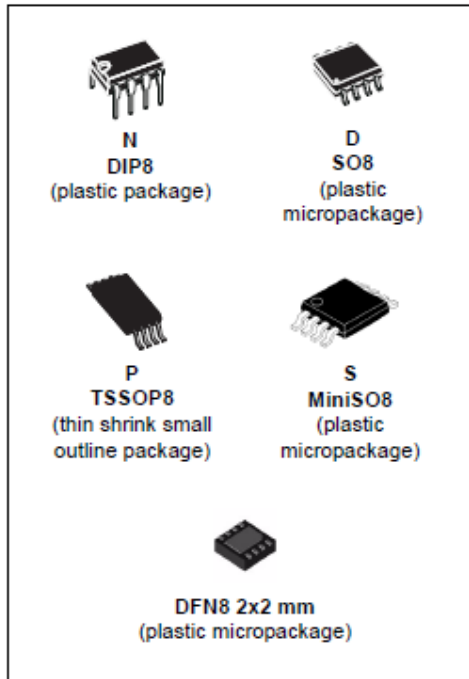 N
DIP8
(plastic package)
D
SO8
(plastic
micropackage)
P
TSSOP8
(thin shrink small
outline package)
S
MiniSO8
(plastic
micropackage)
DFN8 2x2 mm
(plastic micropackage)